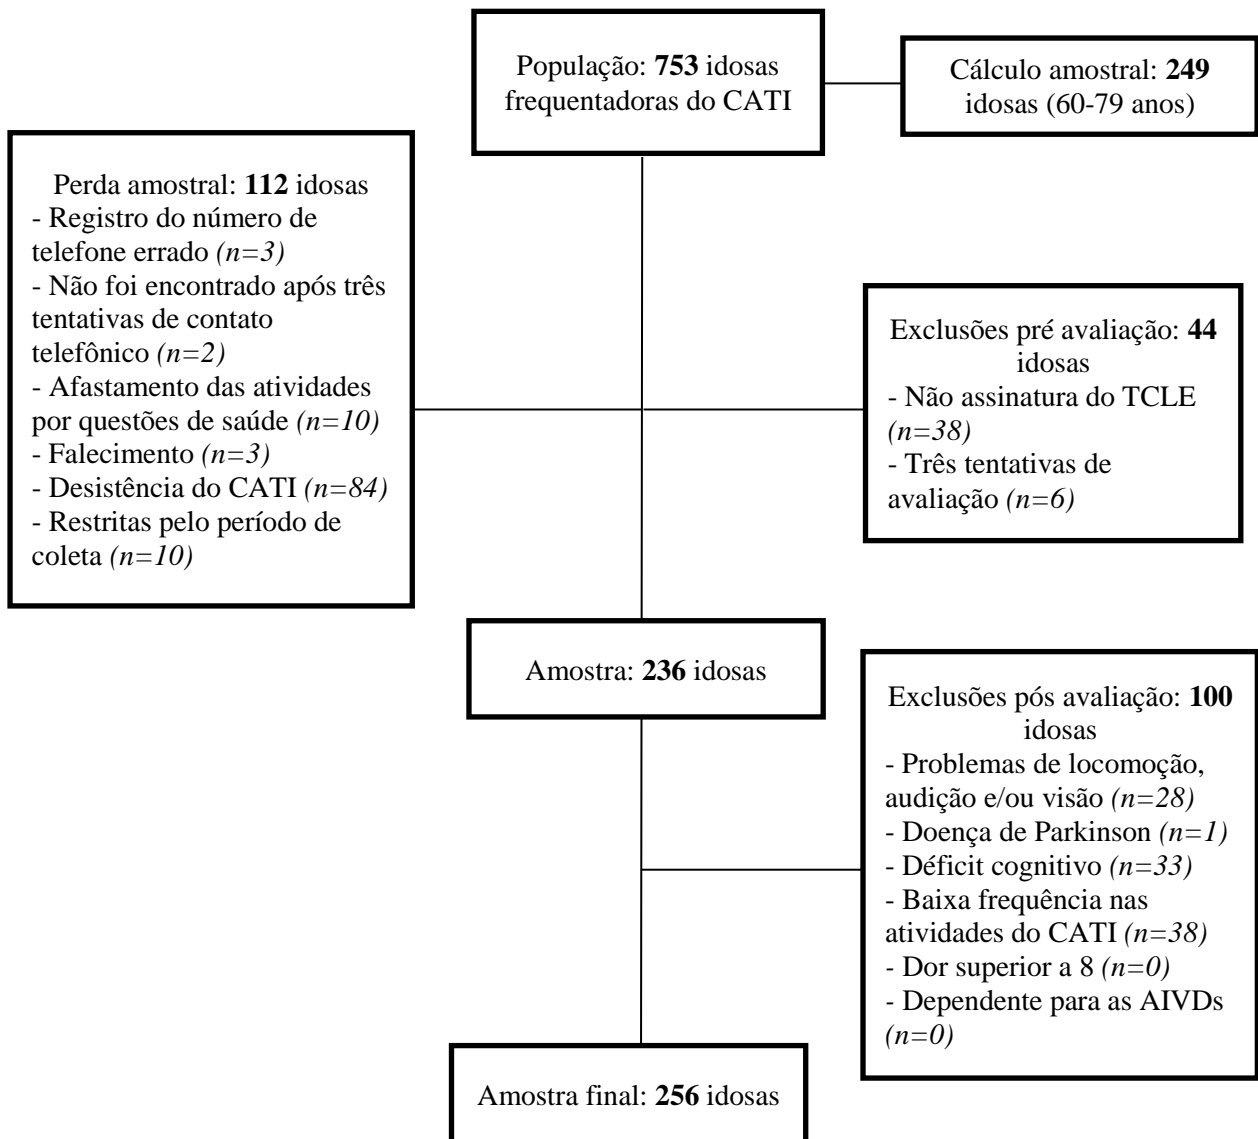 População: 753 idosas
frequentadoras do CATI
Cálculo amostral: 249
idosas (60-79 anos)
Perda amostral: 112 idosas
- Registro do número de
telefone errado (n=3)
- Não foi encontrado após três
tentativas de contato
telefônico (n=2)
- Afastamento das atividades
por questões de saúde (n=10)
- Falecimento (n=3)
- Desistência do CATI (n=84)
- Restritas pelo período de
coleta (n=10)
Exclusões pré avaliação: 44
idosas
- Não assinatura do TCLE
(n=38)
- Três tentativas de
avaliação (n=6)
Amostra: 236 idosas
Exclusões pós avaliação: 100
idosas
- Problemas de locomoção,
audição e/ou visão (n=28)
- Doença de Parkinson (n=1)
- Déficit cognitivo (n=33)
- Baixa frequência nas
atividades do CATI (n=38)
- Dor superior a 8 (n=0)
- Dependente para as AIVDs
(n=0)
Amostra final: 256 idosas